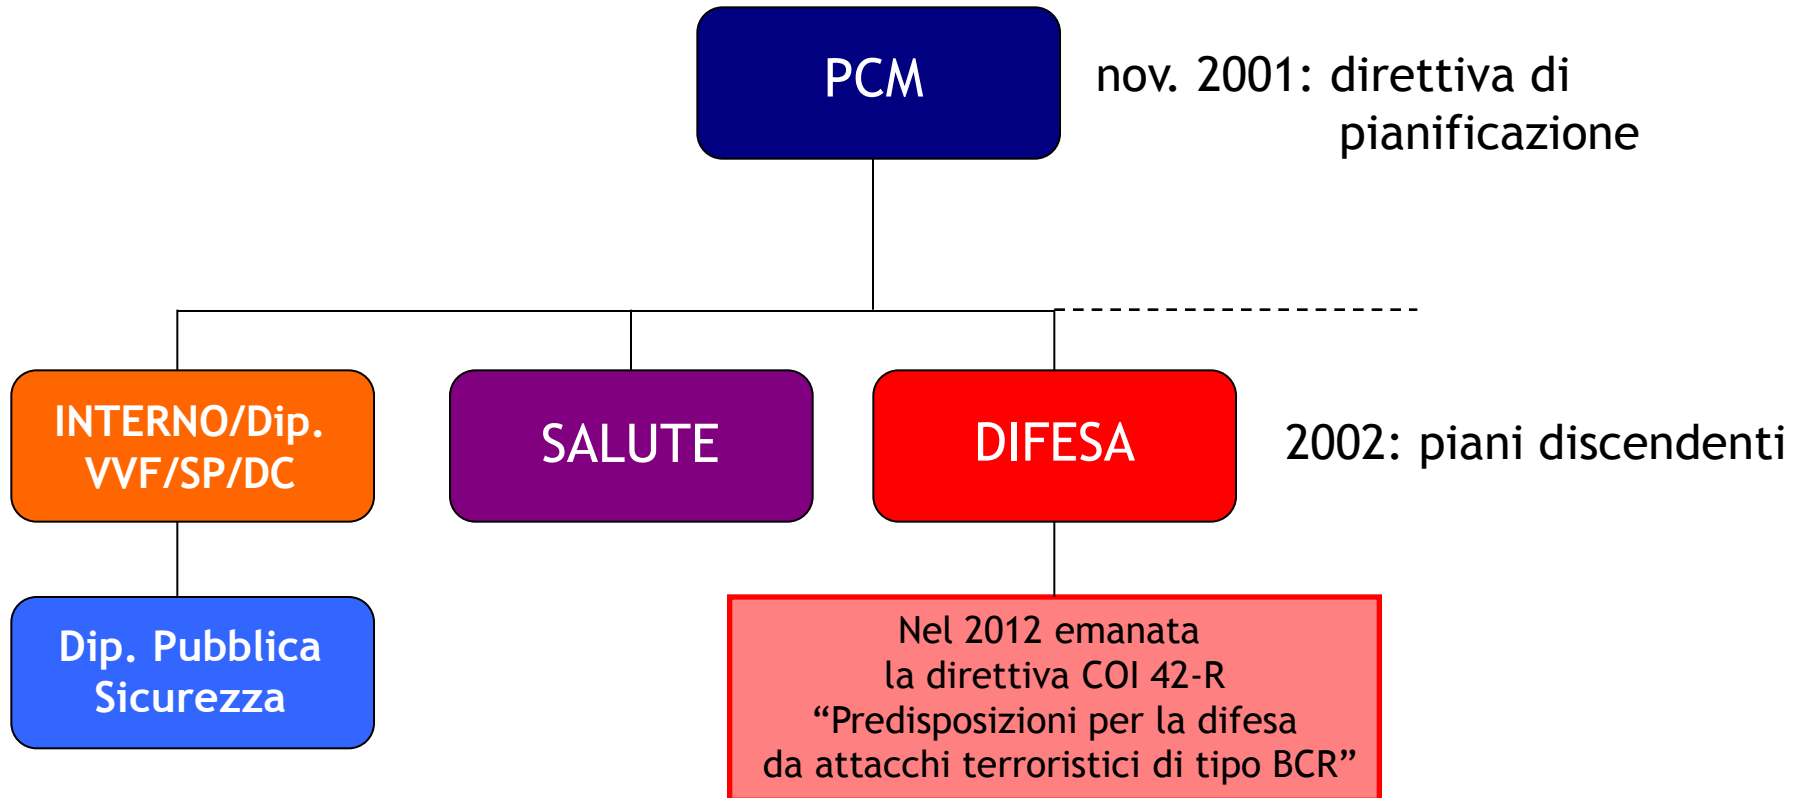 PCM
nov. 2001: direttiva di
pianificazione
INTERNO/Dip.
VVF/SP/DC
SALUTE
DIFESA
2002: piani discendenti
Dip. Pubblica
Sicurezza
Nel 2012 emanata
la direttiva COI 42-R
“Predisposizioni per la difesa
da attacchi terroristici di tipo BCR”